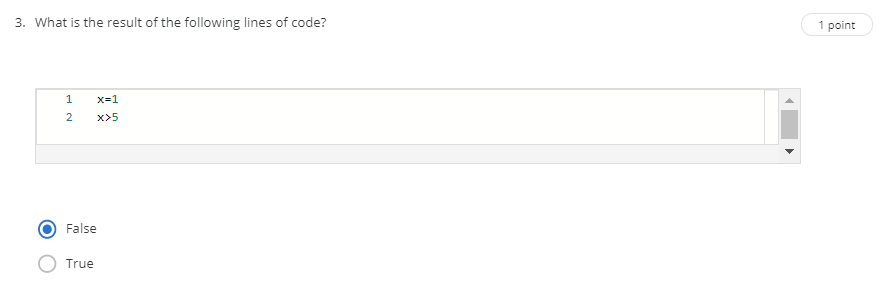 3. What is the result of the following lines of code?
1 point
1 x=1
2 x>5
False
True